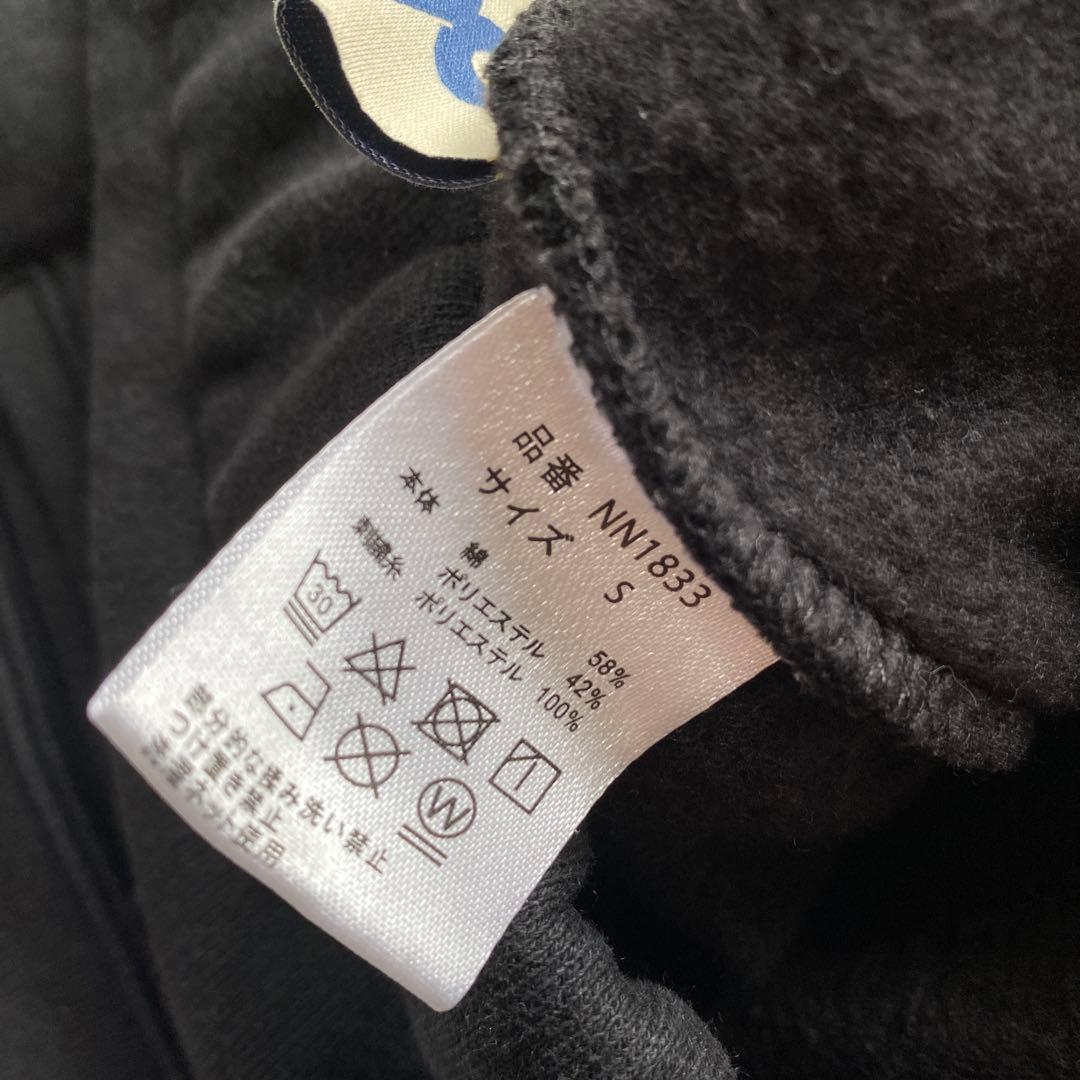 品番 NN1833
サイズ S
本体 綿 58%
ポリエステル 42%
刺繍糸 ポリエステル 100%
30
W
部分的な揉み洗い禁止
つけ置き禁止
洗濯ネット使用